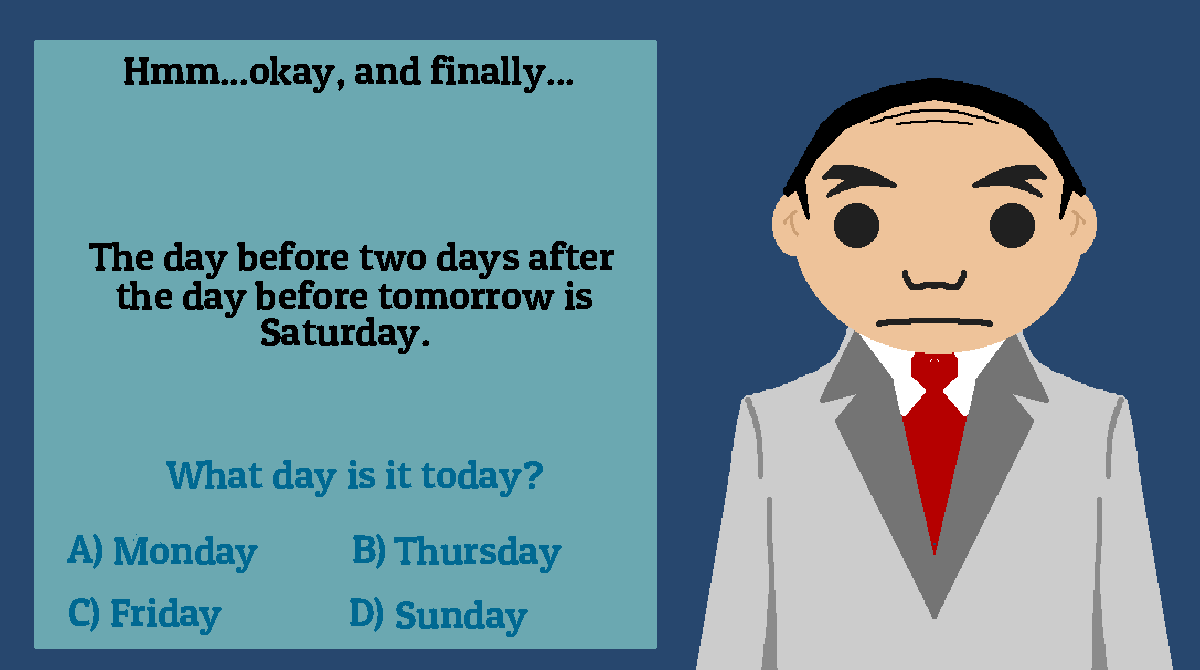 Hmm...okay, and finally...
The day before two days after
the day before tomorrow is
Saturday.
What day is it today?
A) Monday
B) Thursday
C) Friday
D) Sunday